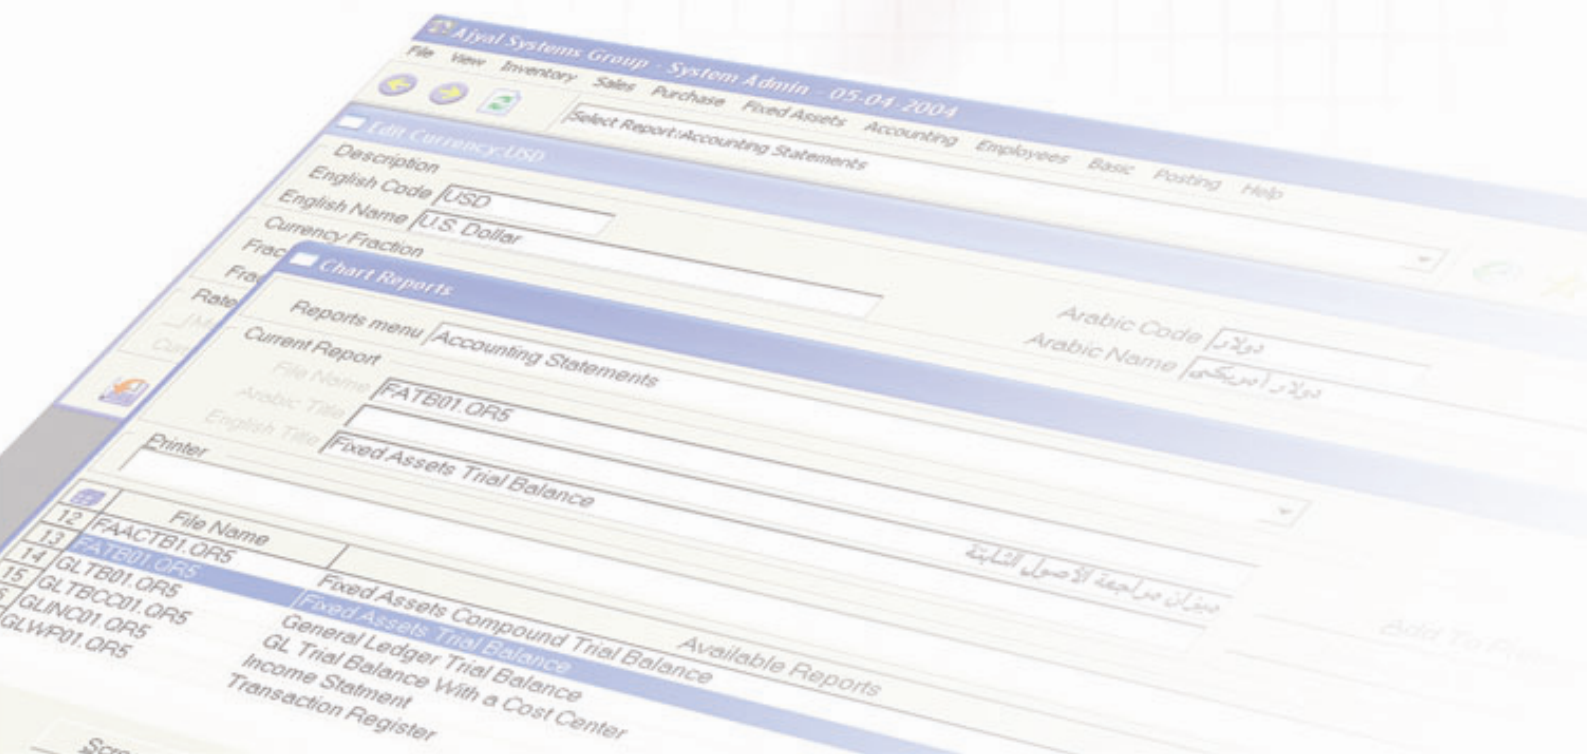 Ajyal Systems Group - System Admin - 05-04-2004
File View Inventory Sales Purchase Fixed Assets Accounting Employees Basic Posting Help
Select Report:Accounting Statements
Edit Currency:USD
Description
English Code USD
Arabic Code دولار
English Name U.S. Dollar
Arabic Name دولار أمريكى
Currency Fraction
Frac
Frac
Rate
Chart Reports
Reports menu Accounting Statements
Current Report
File Name FATB01.QR5
Arabic Title ميزان مراجعة الأصول الثابتة
English Title Fixed Assets Trial Balance
Printer
Add To
File Name Available Reports
12 FAACTB1.QR5 Fixed Assets Compound Trial Balance
13 FATB01.QR5 Fixed Assets Trial Balance
14 GLTB01.QR5 General Ledger Trial Balance
15 GLTBCC01.QR5 GL Trial Balance With a Cost Center
GLINC01.QR5 Income Statment
GLWP01.QR5 Transaction Register